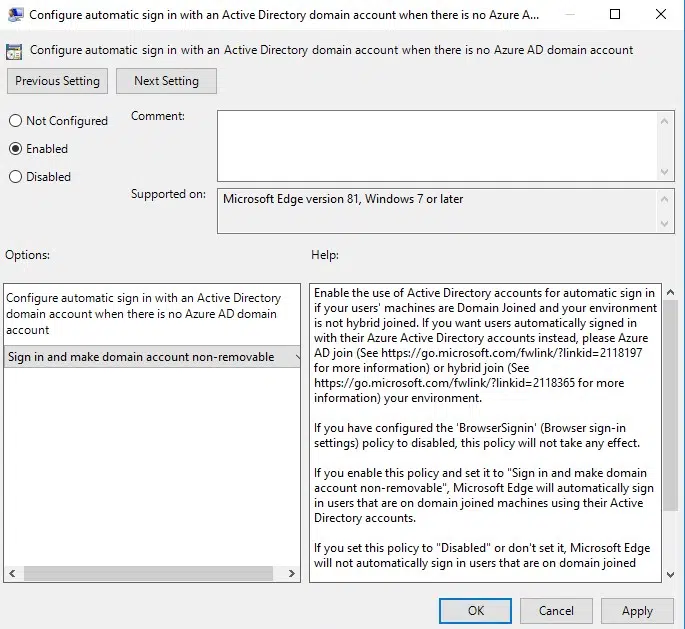 Configure automatic sign in with an Active Directory domain account when there is no Azure A...
Configure automatic sign in with an Active Directory domain account when there is no Azure AD domain account
Previous Setting
Next Setting
Not Configured
Enabled
Disabled
Comment:
Supported on:
Microsoft Edge version 81, Windows 7 or later
Options:
Help:
Configure automatic sign in with an Active Directory
domain account when there is no Azure AD domain
account
Sign in and make domain account non-removable
Enable the use of Active Directory accounts for automatic sign in
if your users' machines are Domain Joined and your environment
is not hybrid joined. If you want users automatically signed in
with their Azure Active Directory accounts instead, please Azure
AD join (See https://go.microsoft.com/fwlink/?linkid=2118197
for more information) or hybrid join (See
https://go.microsoft.com/fwlink/?linkid=2118365 for more
information) your environment.
If you have configured the 'BrowserSignin' (Browser sign-in
settings) policy to disabled, this policy will not take any effect.
If you enable this policy and set it to "Sign in and make domain
account non-removable", Microsoft Edge will automatically sign
in users that are on domain joined machines using their Active
Directory accounts.
If you set this policy to "Disabled" or don't set it, Microsoft Edge
will not automatically sign in users that are on domain joined
OK
Cancel
Apply